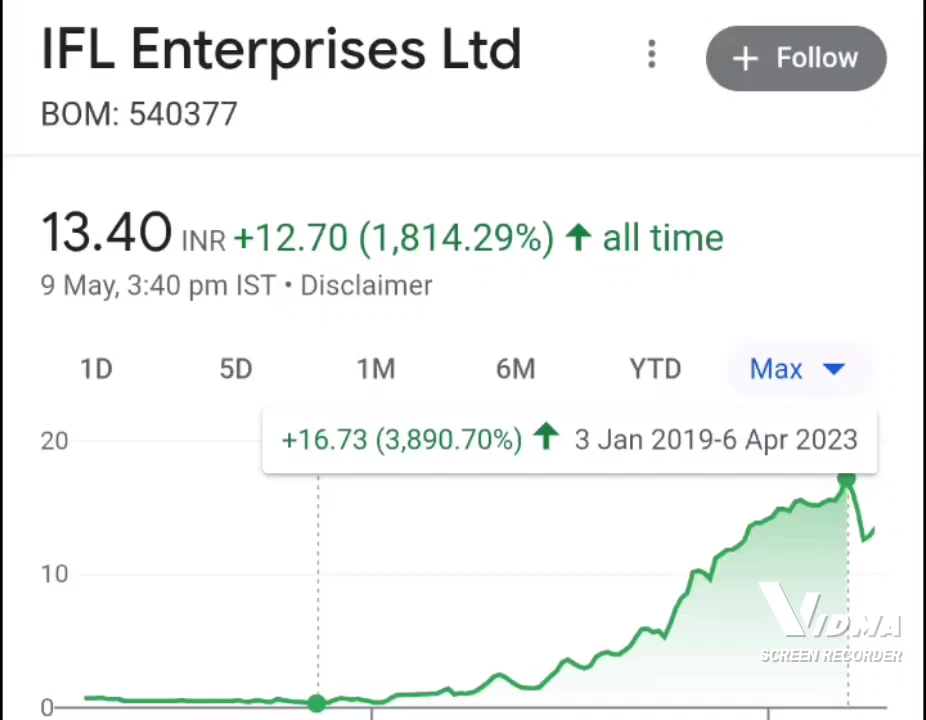 IFL Enterprises Ltd
+ Follow
BOM: 540377
13.40 INR +12.70 (1,814.29%) ↑ all time
9 May, 3:40 pm IST • Disclaimer
1D 5D 1M 6M YTD Max
+16.73 (3,890.70%) ↑ 3 Jan 2019-6 Apr 2023
20
10
0
VIDMA
SCREEN RECORDER